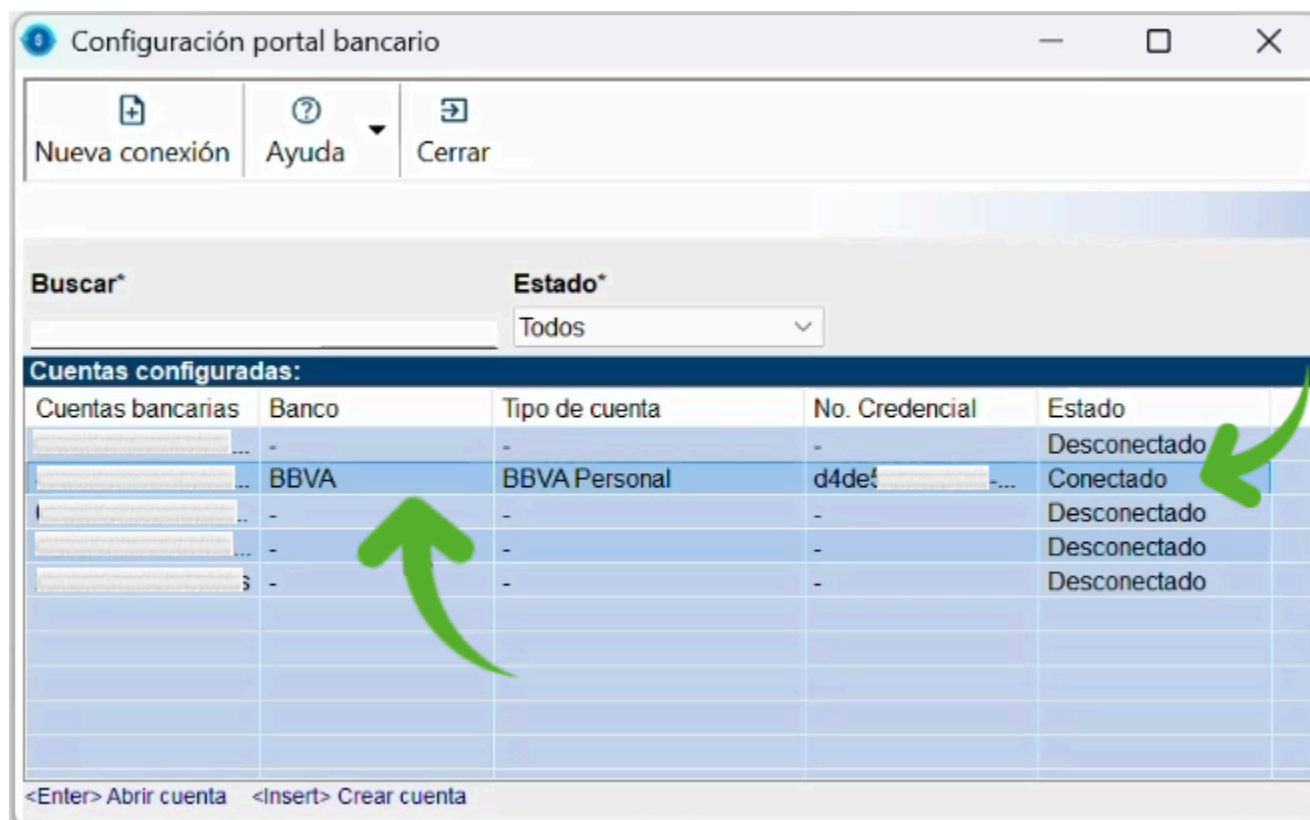 Configuración portal bancario
Nueva conexión Ayuda Cerrar
Buscar* Estado*
Todos
Cuentas configuradas:
Cuentas bancarias Banco Tipo de cuenta No. Credencial Estado
... - - - Desconectado
... BBVA BBVA Personal d4de -... Conectado
.. - - - Desconectado
... - - - Desconectado
s - - - Desconectado
<Enter> Abrir cuenta <Insert> Crear cuenta